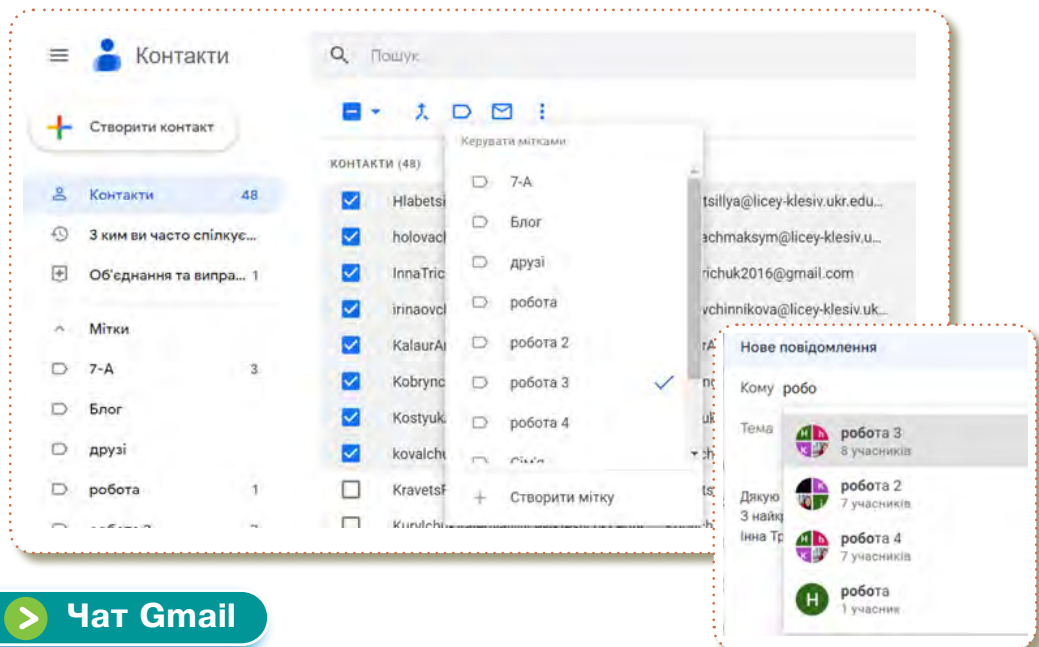 Контакти
Пошук
Створити контакт
Контакти 48
З ким ви часто спілкує...
Об'єднання та випра... 1
Мітки
7-А 3
Блог
друзі
робота 1
КОНТАКТИ (48)
Hlabetsi tsillya@licey-klesiv.ukr.edu...
holovach achmaksym@licey-klesiv.u...
InnaTric richuk2016@gmail.com
irinaovch vchinnikova@licey-klesiv.uk...
KalaurA
Kobrync
Kostyuk
kovalchu
KravetsF
Керувати мітками
7-А
Блог
друзі
робота
робота 2
робота 3
робота 4
Сім'я
Створити мітку
Нове повідомлення
Кому робо
Тема
робота 3
8 учасників
робота 2
7 учасників
робота 4
7 учасників
робота
1 учасник
Дякую
З найкр
Інна Тр
Чат Gmail